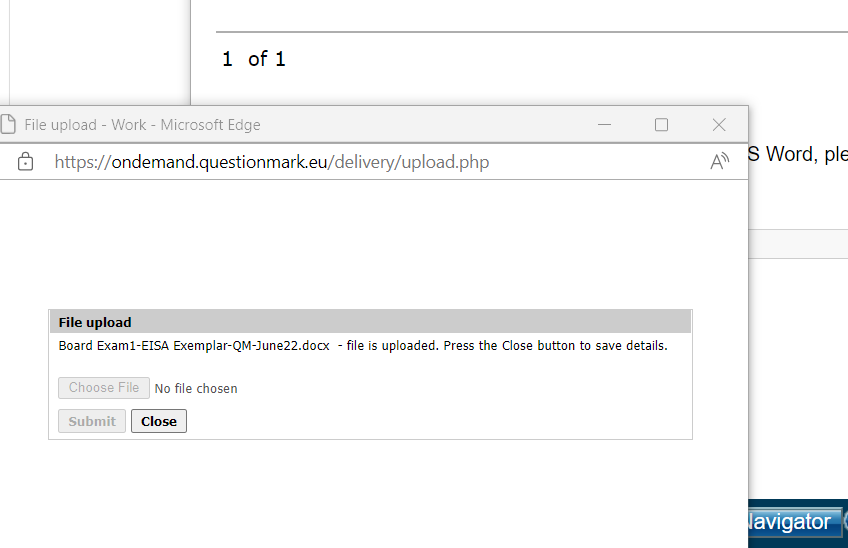 1 of 1
File upload - Work - Microsoft Edge
https://ondemand.questionmark.eu/delivery/upload.php
S Word, ple
File upload
Board Exam1-EISA Exemplar-QM-June22.docx - file is uploaded. Press the Close button to save details.
Choose File No file chosen
Submit Close
Navigator